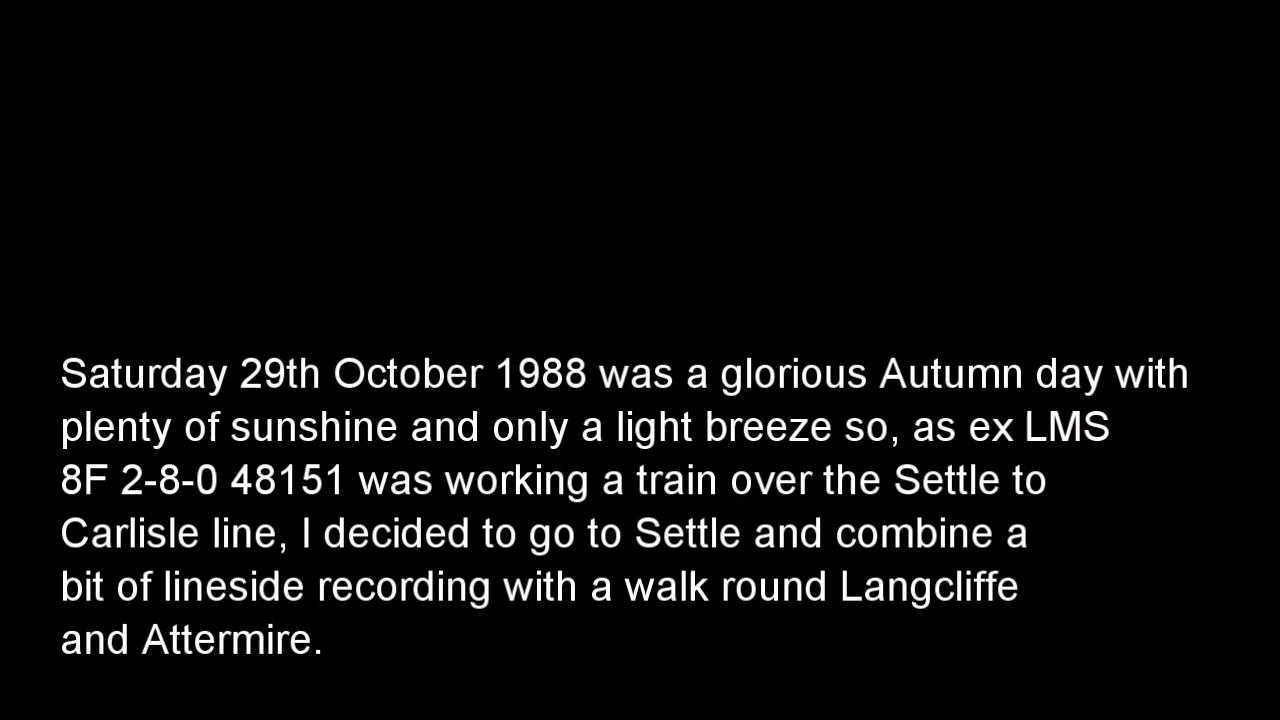 Saturday 29th October 1988 was a glorious Autumn day with
plenty of sunshine and only a light breeze so, as ex LMS
8F 2-8-0 48151 was working a train over the Settle to
Carlisle line, I decided to go to Settle and combine a
bit of lineside recording with a walk round Langcliffe
and Attermire.